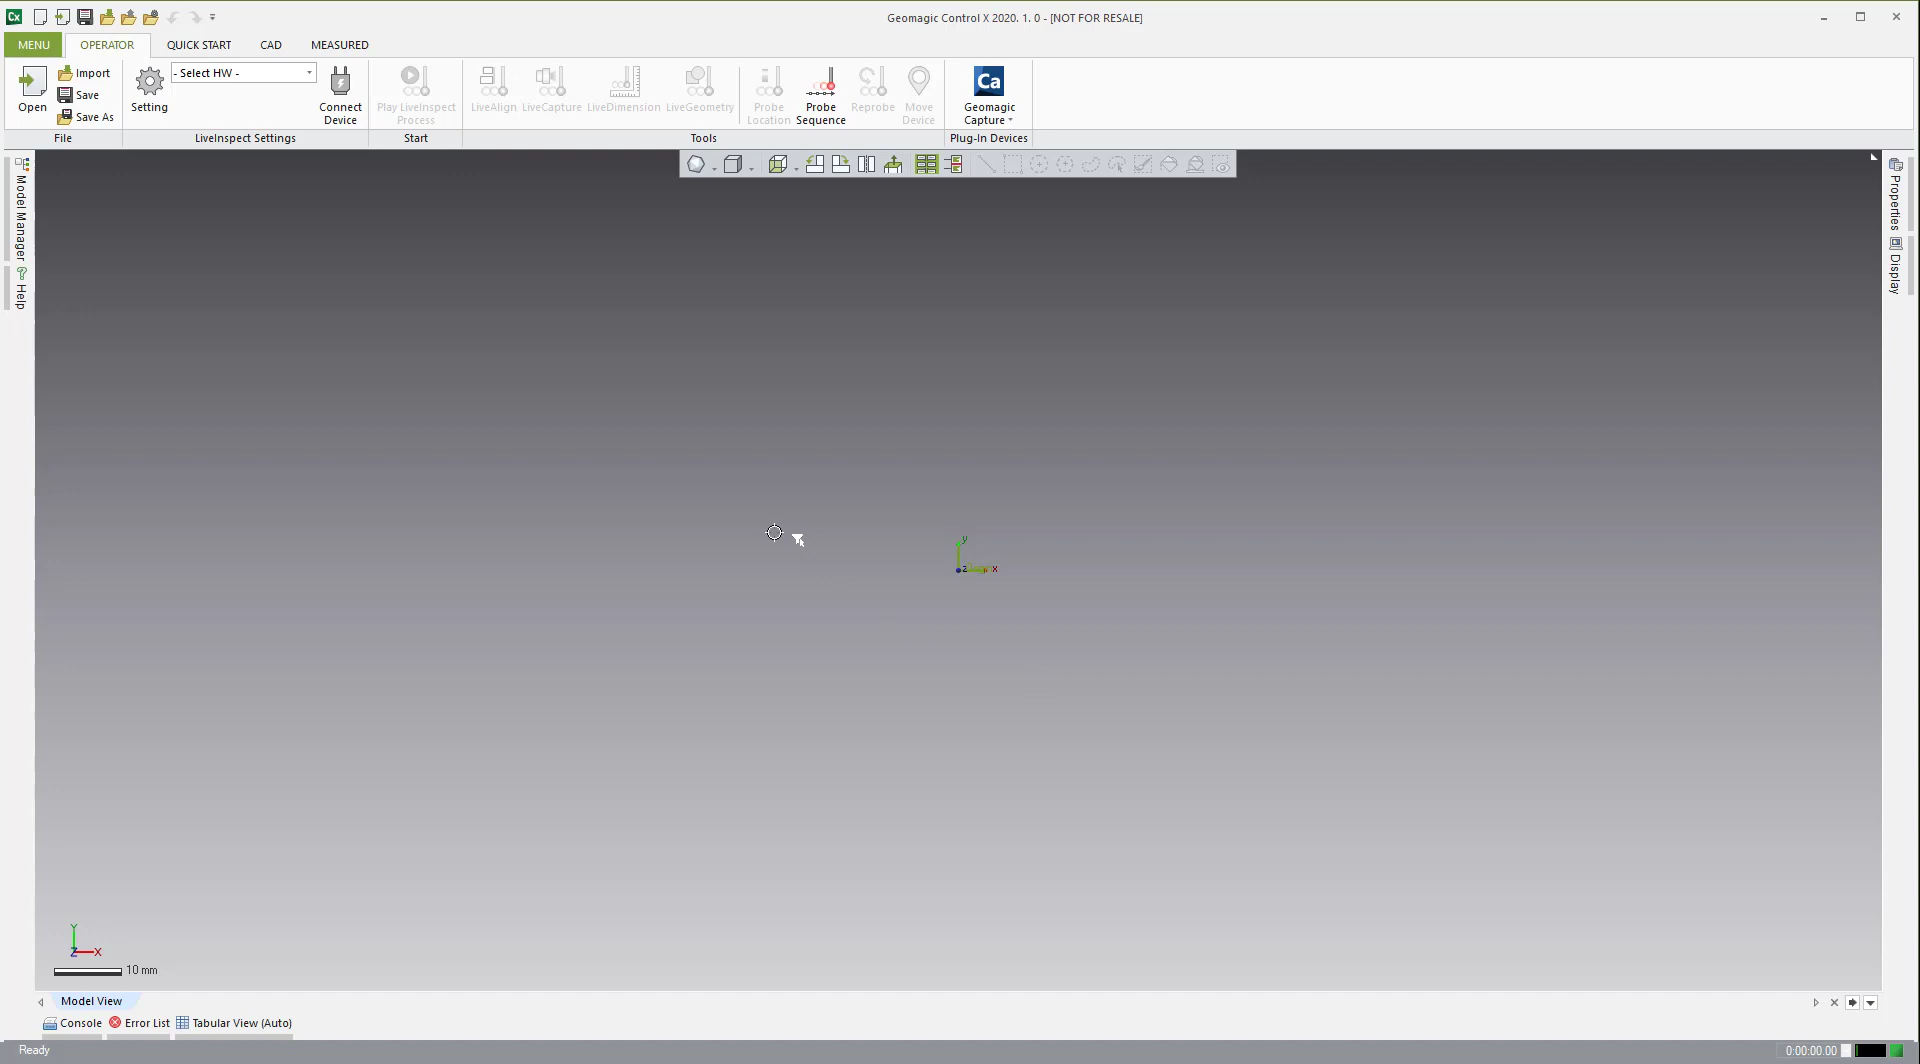 Cx
Geomagic Control X 2020. 1. 0 - [NOT FOR RESALE]
MENU OPERATOR QUICK START CAD MEASURED
Open
Import
Save
Save As
File
Setting
- Select HW -
Connect
Device
LiveInspect Settings
Play LiveInspect
Process
Start
LiveAlign LiveCapture LiveDimension LiveGeometry
Probe
Location
Probe
Sequence
Reprobe
Move
Device
Tools
Ca
Geomagic
Capture
Plug-In Devices
Model Manager
Help
Properties
Display
y
z
x
Y
Z
X
10 mm
Model View
Console Error List Tabular View (Auto)
Ready
0:00:00.00